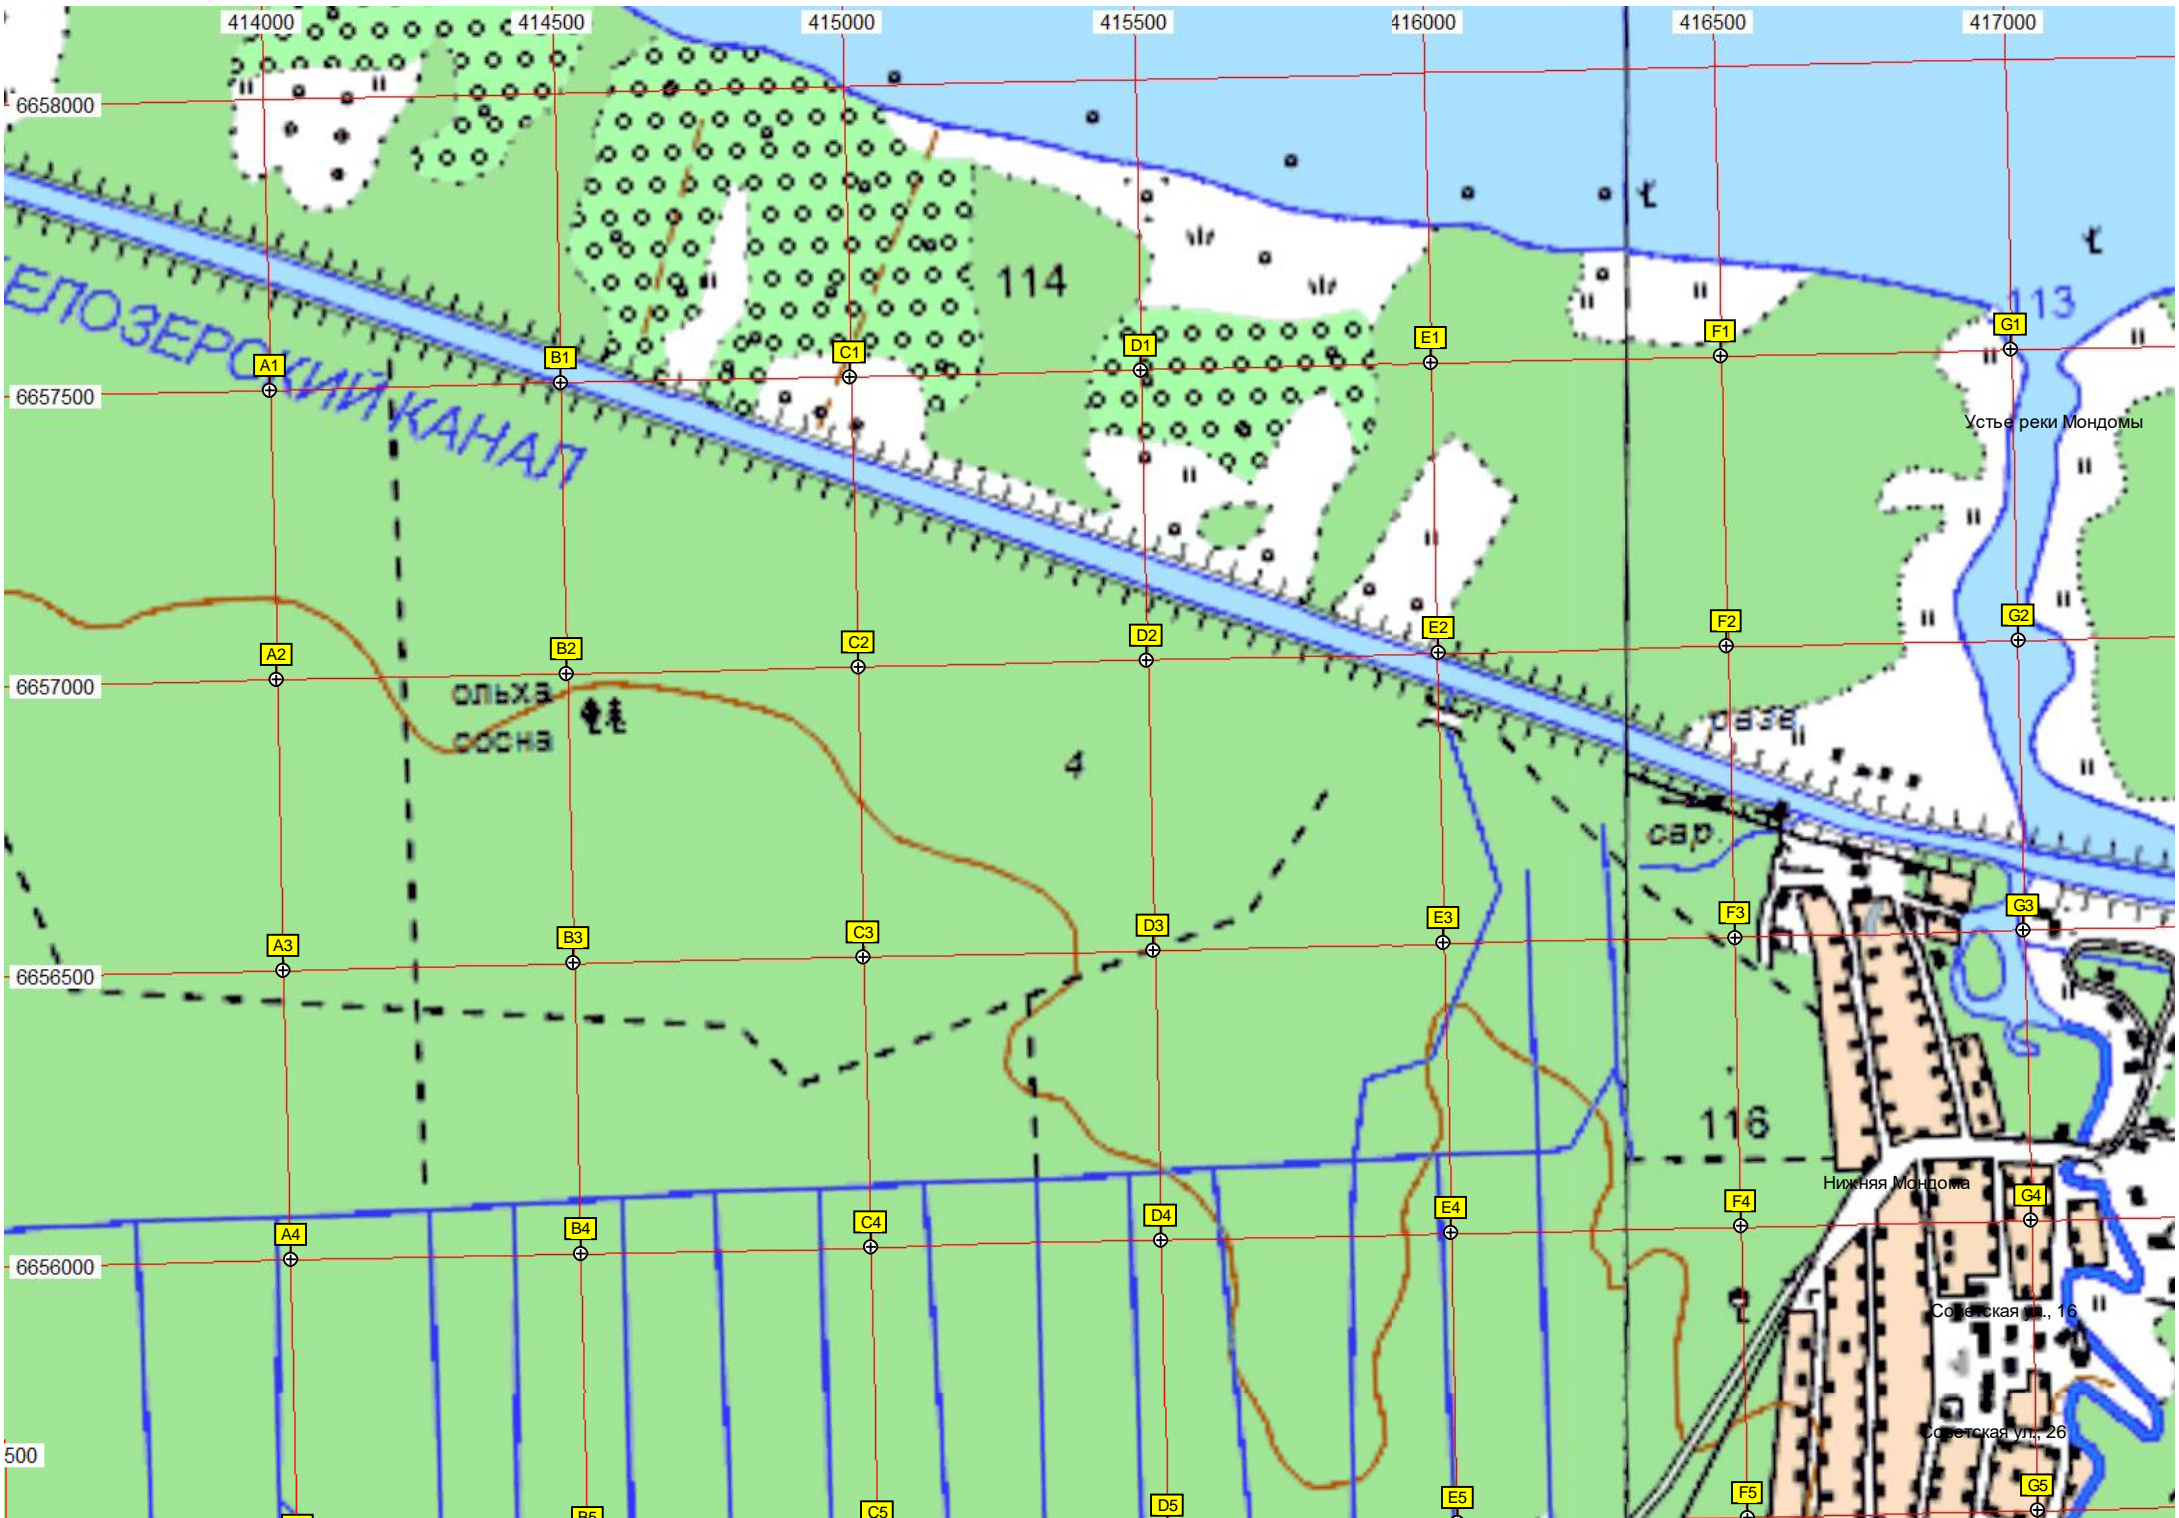 414000 414500 415000 415500 416000 416500 417000
6658000
114
113
ЕЛОЗЕРСКИЙ КАНАЛ
A1 B1 C1 D1 E1 F1 G1
6657500
Устье реки Мондомы
A2 B2 C2 D2 E2 F2 G2
6657000
ольха
сосна
разв.
4
сар.
A3 B3 C3 D3 E3 F3 G3
6656500
116
Нижняя Мондома
A4 B4 C4 D4 E4 F4 G4
6656000
Советская ул., 16
Советская ул., 26
500
B5 C5 D5 E5 F5 G5